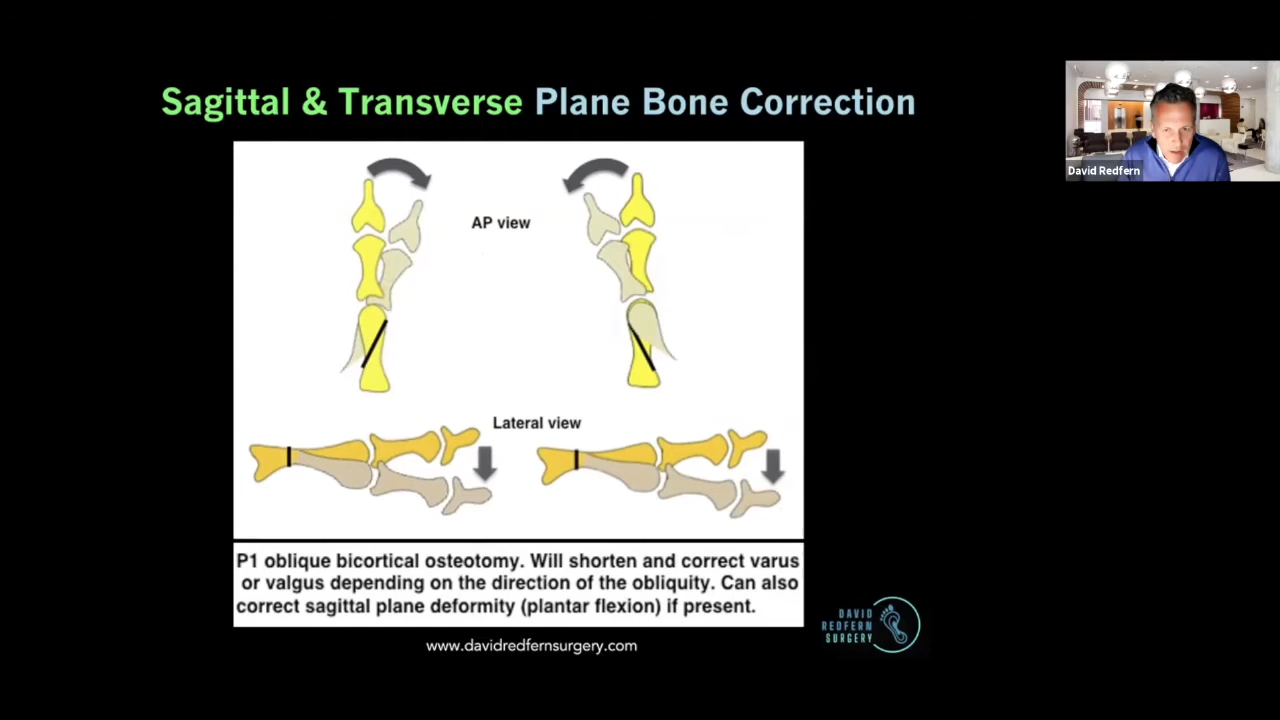 Sagittal & Transverse Plane Bone Correction
David Redfern
AP view
Lateral view
P1 oblique bicortical osteotomy. Will shorten and correct varus
or valgus depending on the direction of the obliquity. Can also
correct sagittal plane deformity (plantar flexion) if present.
DAVID
REDFERN
SURGERY
www.davidredfernsurgery.com